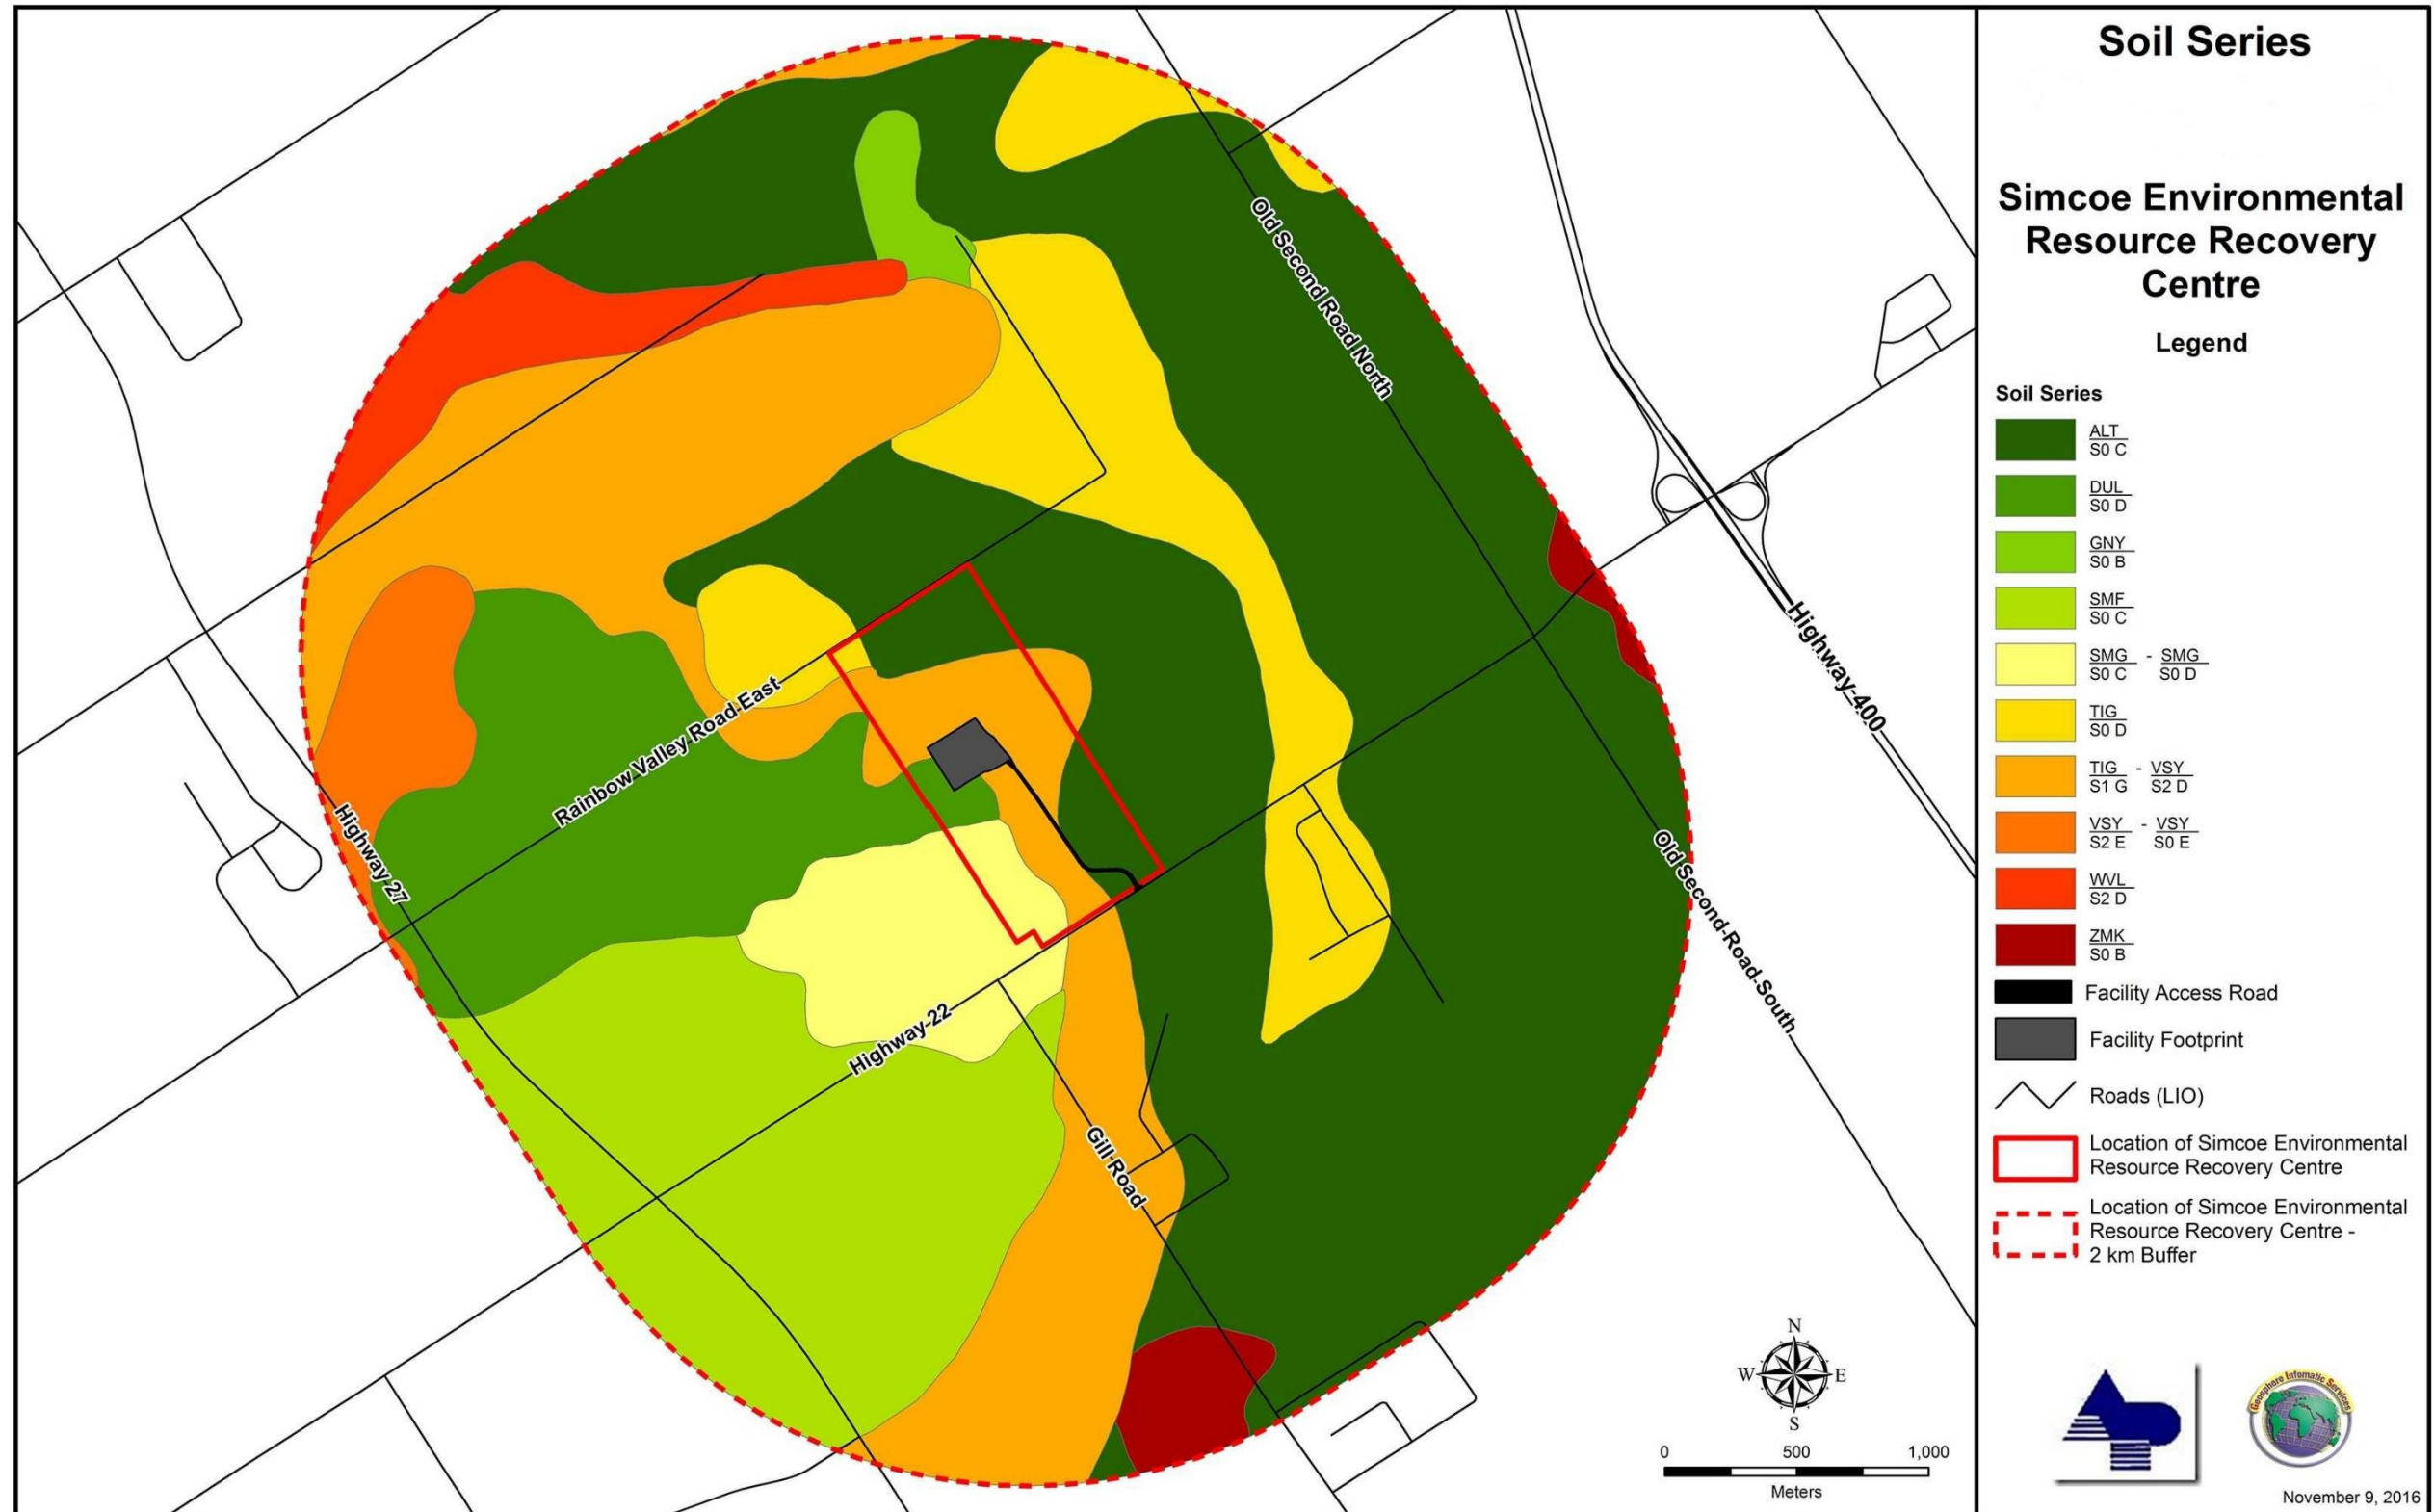 Soil Series
Simcoe Environmental
Resource Recovery
Centre
Legend
Soil Series
ALT
S0 C
DUL
S0 D
GNY
S0 B
SMF
S0 C
SMG - SMG
S0 C S0 D
TIG
S0 D
TIG - VSY
S1 G S2 D
VSY - VSY
S2 E S0 E
WVL
S2 D
ZMK
S0 B
Facility Access Road
Facility Footprint
Roads (LIO)
Location of Simcoe Environmental
Resource Recovery Centre
Location of Simcoe Environmental
Resource Recovery Centre -
2 km Buffer
Old Second Road North
Highway 400
Rainbow Valley Road East
Highway 27
Old Second Road South
Highway 22
Gill Road
N
W E
S
0 500 1,000
Meters
Geosphere Infomatic Services
November 9, 2016